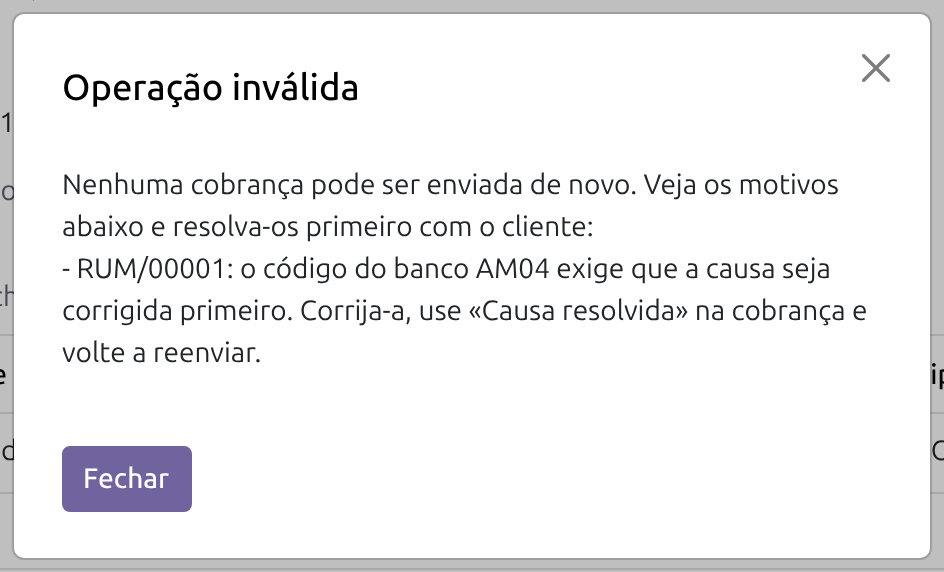 Operação inválida
Nenhuma cobrança pode ser enviada de novo. Veja os motivos
abaixo e resolva-os primeiro com o cliente:
- RUM/00001: o código do banco AM04 exige que a causa seja
corrigida primeiro. Corrija-a, use «Causa resolvida» na cobrança e
volte a reenviar.
Fechar